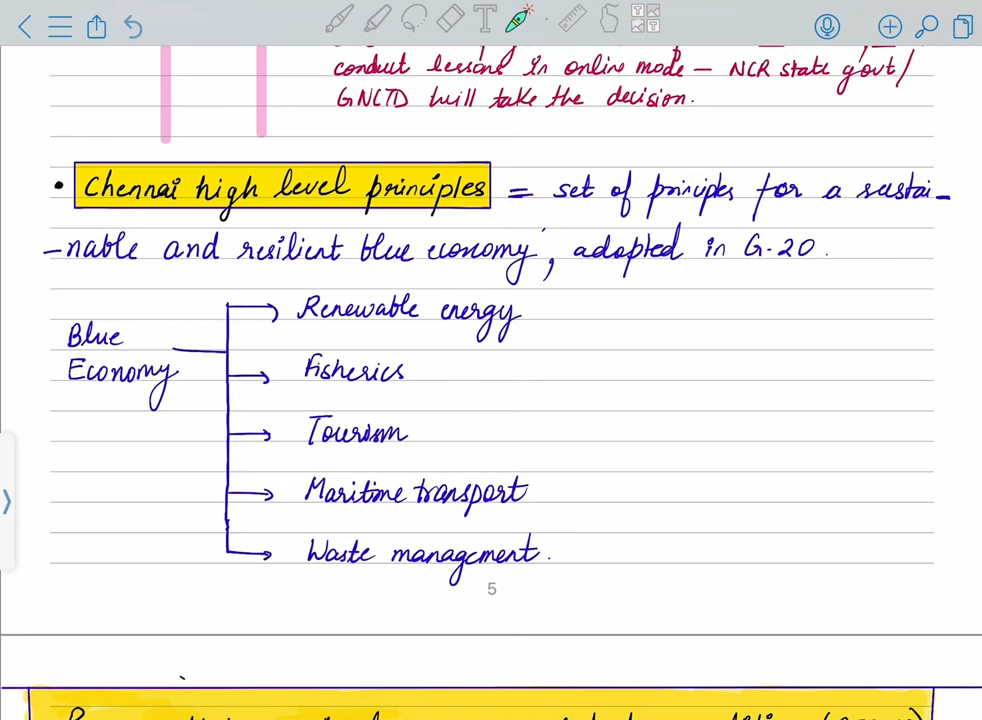 conduct lessons in online mode – NCR state gov't/
GNCTD will take the decision.
• Chennai high level principles = set of principles for a sustai-
-nable and resilient blue economy, adopted in G-20.
Blue
Economy
Renewable energy
Fisheries
Tourism
Maritime transport
Waste management.
5